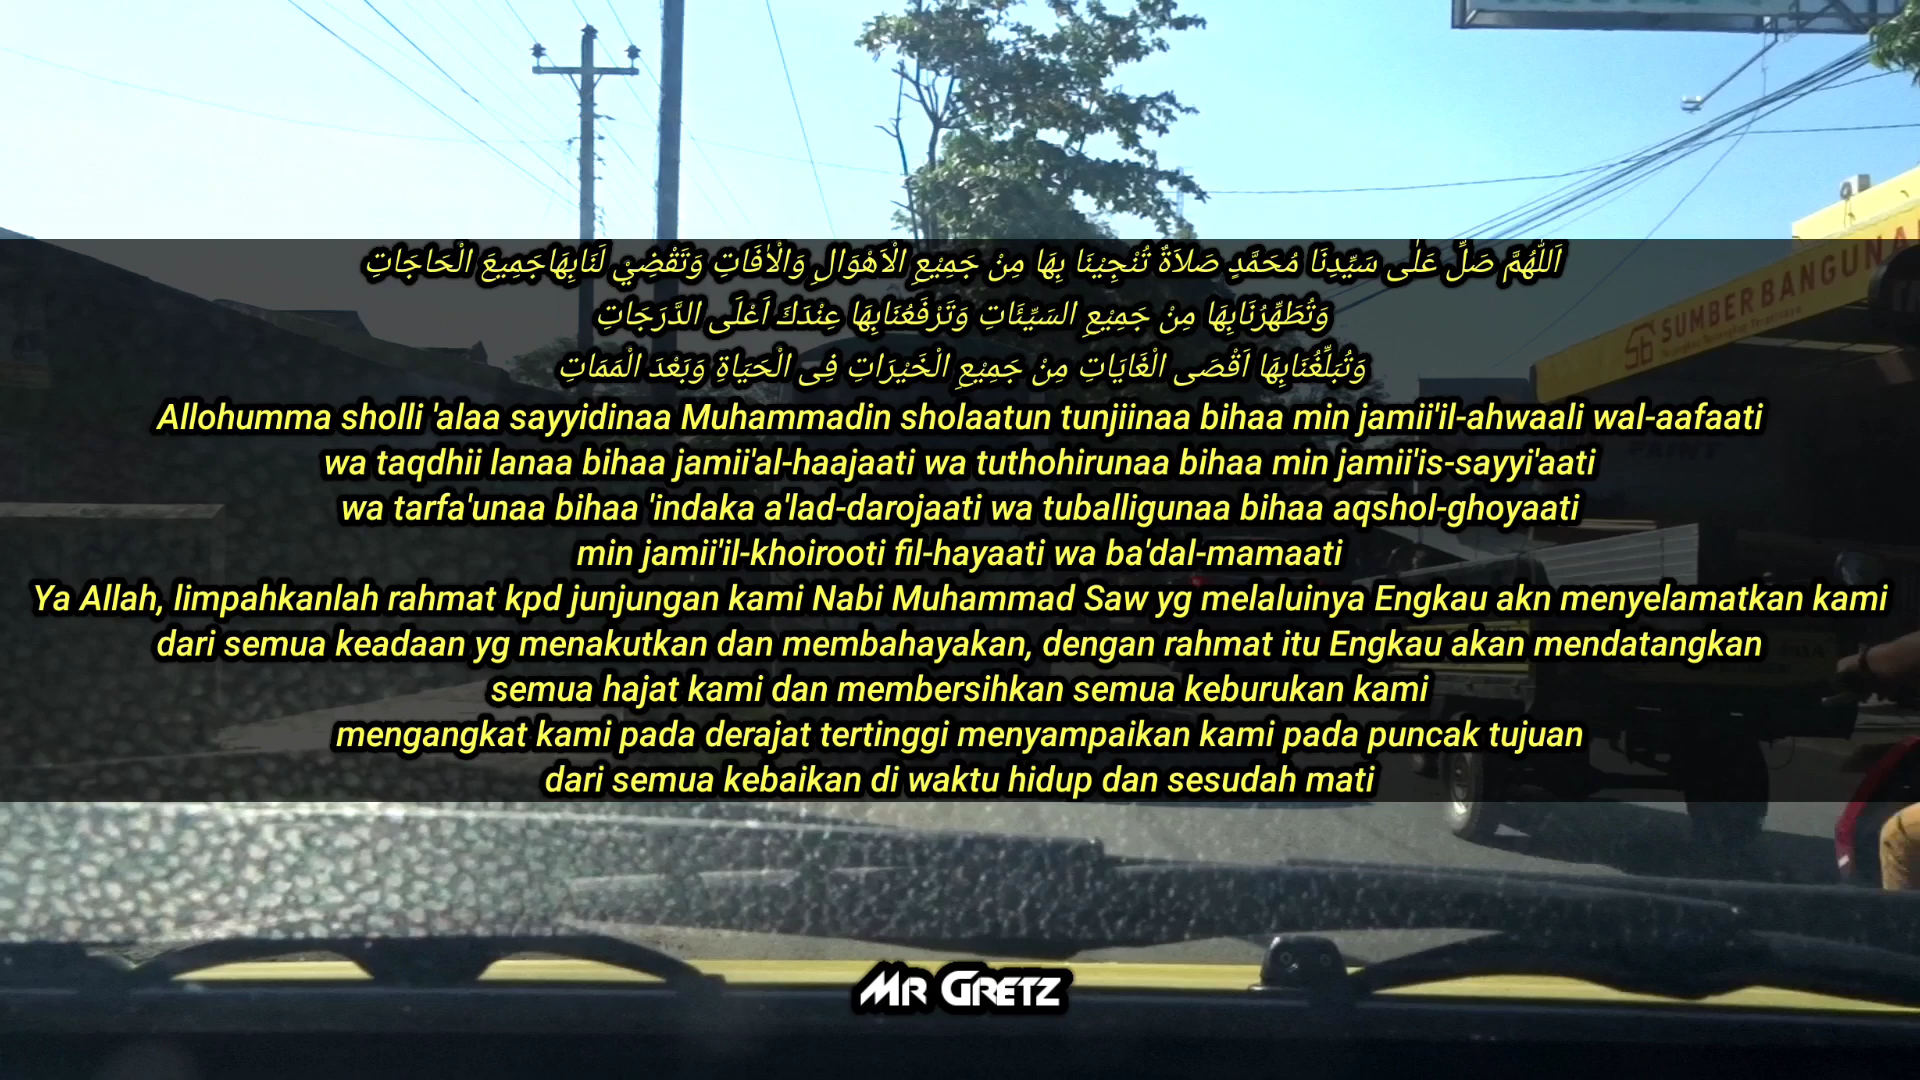 اَللّٰهُمَّ صَلِّ عَلٰى سَيِّدِنَا مُحَمَّدٍ صَلاَةٌ تُنْجِيْنَا بِهَا مِنْ جَمِيْعِ الْاَهْوَالِ وَالْاٰفَاتِ وَتَقْضِيْ لَنَابِهَاجَمِيعَ الْحَاجَاتِ
وَتُطَهِّرُنَابِهَا مِنْ جَمِيْعِ السَيِّئَاتِ وَتَرْفَعُنَابِهَا عِنْدَكَ اَعْلَى الدَّرَجَاتِ
وَتُبَلِّغُنَابِهَا اَقْصَى الْغَايَاتِ مِنْ جَمِيْعِ الْخَيْرَاتِ فِى الْحَيَاةِ وَبَعْدَ الْمَمَاتِ
SUMBER BANGUNAN
Allohumma sholli 'alaa sayyidinaa Muhammadin sholaatun tunjiinaa bihaa min jamii'il-ahwaali wal-aafaati
wa taqdhii lanaa bihaa jamii'al-haajaati wa tuthohirunaa bihaa min jamii'is-sayyi'aati
wa tarfa'unaa bihaa 'indaka a'lad-darojaati wa tuballigunaa bihaa aqshol-ghoyaati
min jamii'il-khoirooti fil-hayaati wa ba'dal-mamaati
Ya Allah, limpahkanlah rahmat kpd junjungan kami Nabi Muhammad Saw yg melaluinya Engkau akn menyelamatkan kami
dari semua keadaan yg menakutkan dan membahayakan, dengan rahmat itu Engkau akan mendatangkan
semua hajat kami dan membersihkan semua keburukan kami
mengangkat kami pada derajat tertinggi menyampaikan kami pada puncak tujuan
dari semua kebaikan di waktu hidup dan sesudah mati
MR GRETZ